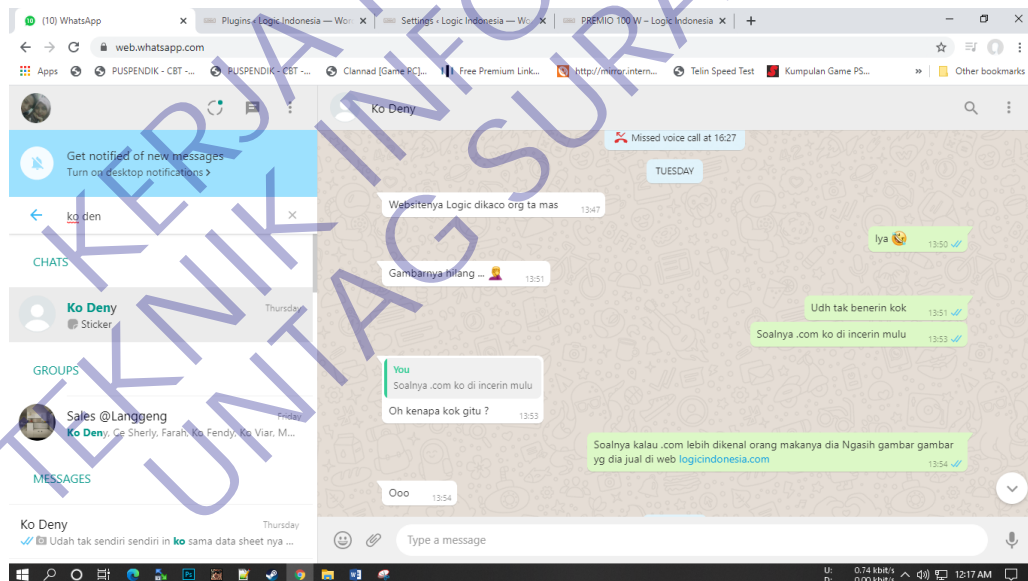 (10) WhatsApp
Plugins ‹ Logic Indonesia — Wor
Settings ‹ Logic Indonesia — Wo
PREMIO 100 W – Logic Indonesia
web.whatsapp.com
Apps
PUSPENDIK - CBT -...
PUSPENDIK - CBT -...
Clannad [Game PC]...
Free Premium Link...
http://mirror.intern...
Telin Speed Test
Kumpulan Game PS...
Other bookmarks
Get notified of new messages
Turn on desktop notifications
ko den
CHATS
Ko Deny
Thursday
Sticker
GROUPS
Sales @Langgeng
Friday
Ko Deny, Ce Sherly, Farah, Ko Fendy, Ko Viar, M...
MESSAGES
Ko Deny
Thursday
Udah tak sendiri sendiri in ko sama data sheet nya ...
Ko Deny
Missed voice call at 16:27
TUESDAY
Websitenya Logic dikaco org ta mas 13:47
Iya 13:50
Gambarnya hilang ... 13:51
Udh tak benerin kok 13:51
Soalnya .com ko di incerin mulu 13:53
You
Soalnya .com ko di incerin mulu
Oh kenapa kok gitu ? 13:53
Soalnya kalau .com lebih dikenal orang makanya dia Ngasih gambar gambar
yg dia jual di web logicindonesia.com 13:54
Ooo 13:54
Type a message
U: 0.74 kbit/s
D: 0.00 kbit/s
12:17 AM
TEKNIK INFO
KERJA
UNTAG SURA